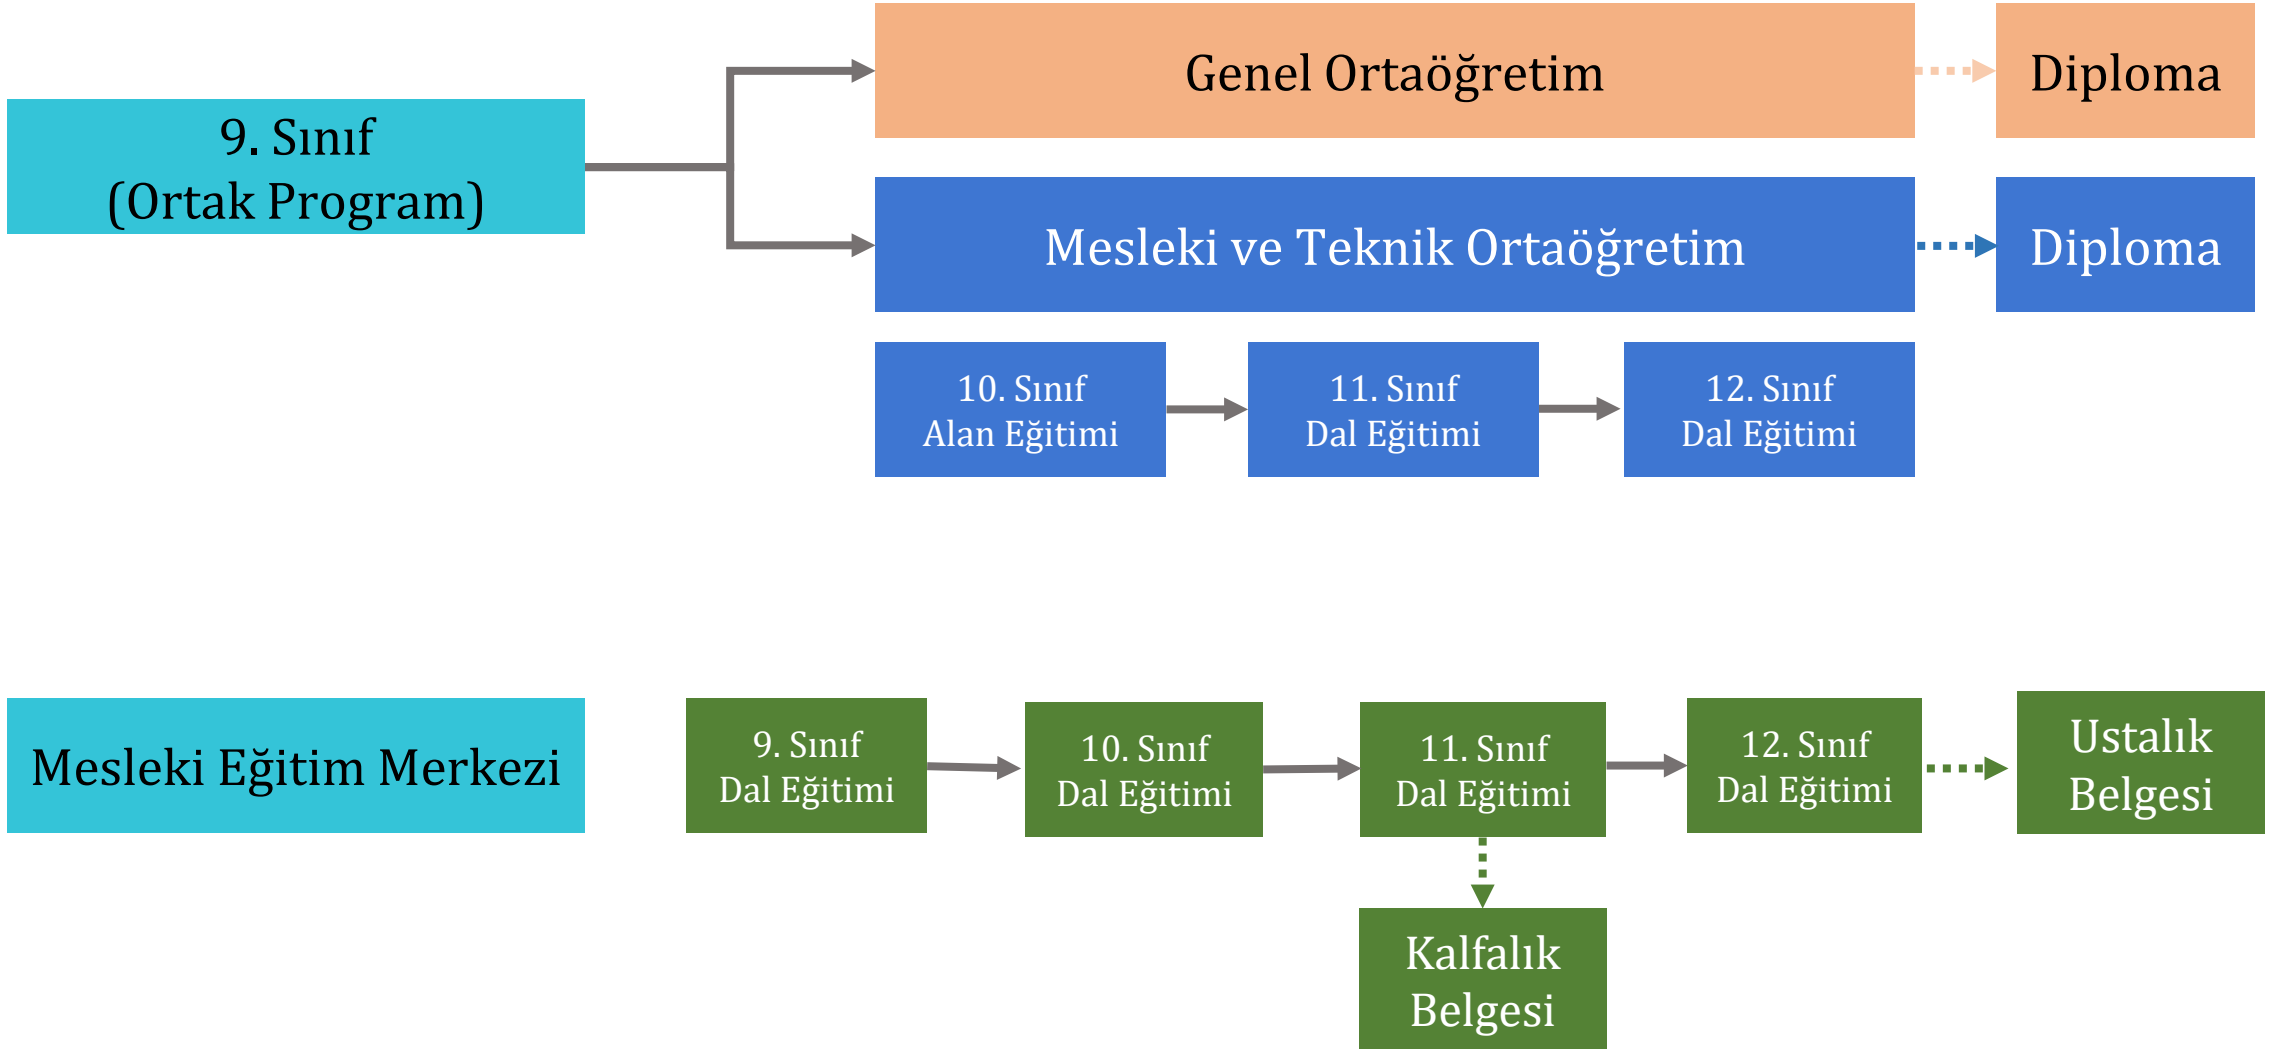 Genel Ortaöğretim
Diploma
9. Sınıf
(Ortak Program)
Mesleki ve Teknik Ortaöğretim
Diploma
10. Sınıf
Alan Eğitimi
11. Sınıf
Dal Eğitimi
12. Sınıf
Dal Eğitimi
Mesleki Eğitim Merkezi
9. Sınıf
Dal Eğitimi
10. Sınıf
Dal Eğitimi
11. Sınıf
Dal Eğitimi
12. Sınıf
Dal Eğitimi
Ustalık
Belgesi
Kalfalık
Belgesi